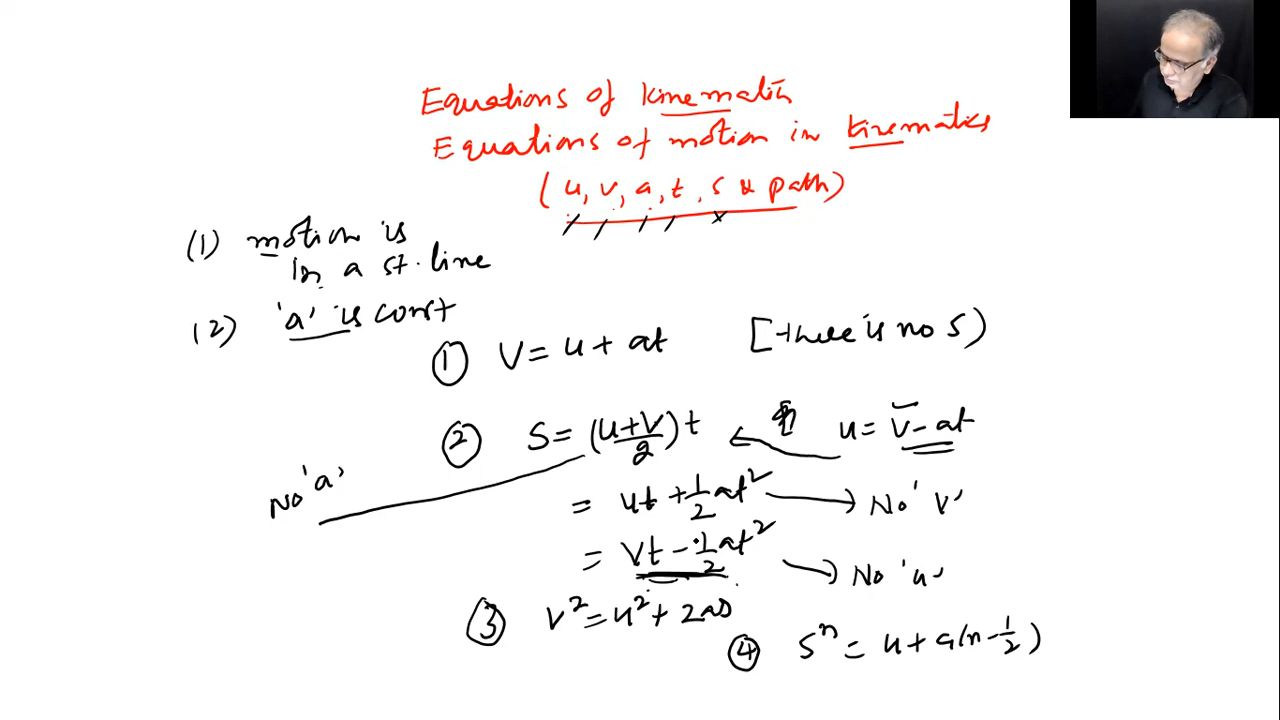 Equations of kinematin
Equations of motion in kinematics
(u, v, a, t, s & path)
(1) motion is
in a st. line
(2) 'a' is const
① V = u + at [there is no S)
② S = (u+V/2) t u = v - at
No 'a'
= ut + 1/2 at² → No 'V'
= Vt - 1/2 at² → No 'u'
③ V² = u² + 2as
④ Sⁿ = u + a(n - 1/2)